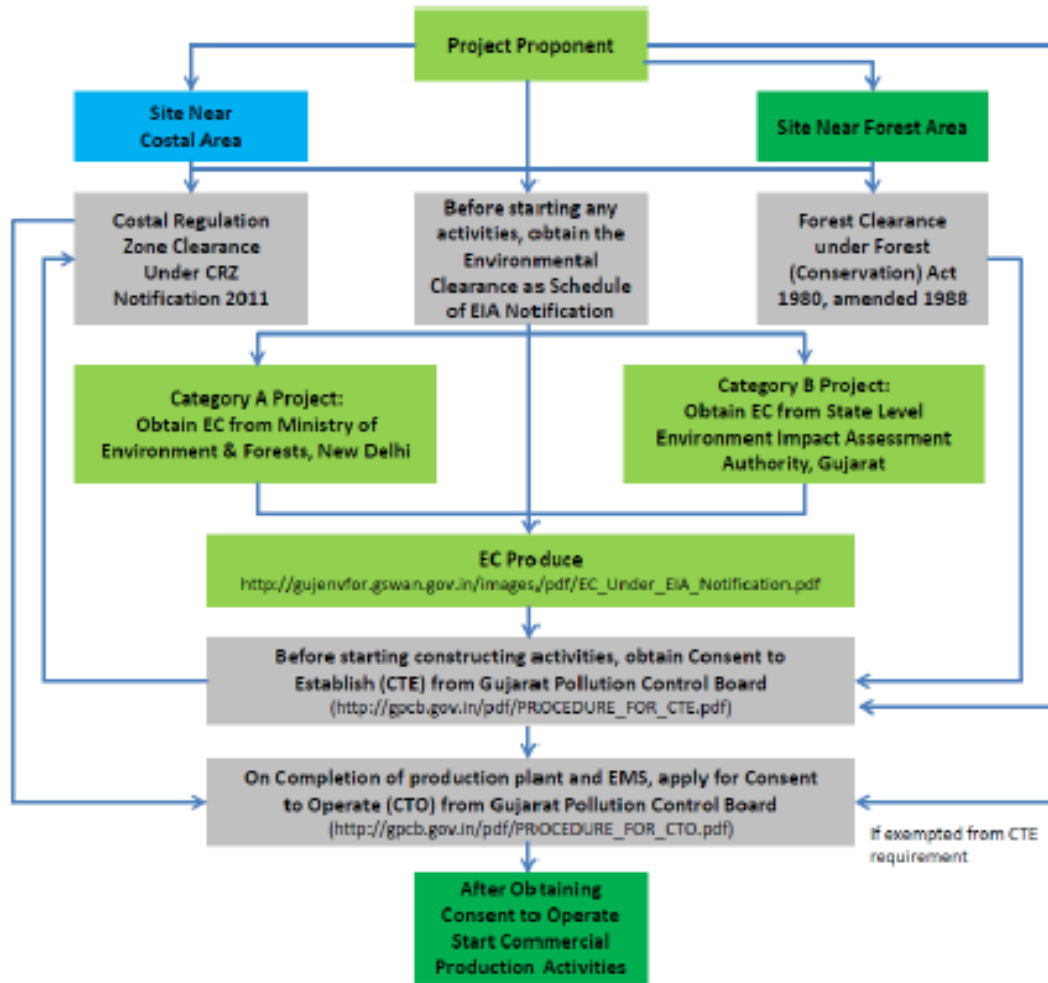 Project Proponent
Site Near
Costal Area
Site Near Forest Area
Costal Regulation
Zone Clearance
Under CRZ
Notification 2011
Before starting any
activities, obtain the
Environmental
Clearance as Schedule
of EIA Notification
Forest Clearance
under Forest
(Conservation) Act
1980, amended 1988
Category A Project:
Obtain EC from Ministry of
Environment & Forests, New Delhi
Category B Project:
Obtain EC from State Level
Environment Impact Assessment
Authority, Gujarat
EC Produce
http://gujenvfor.gswan.gov.in/images/pdf/EC_Under_EIA_Notification.pdf
Before starting constructing activities, obtain Consent to
Establish (CTE) from Gujarat Pollution Control Board
(http://gpcb.gov.in/pdf/PROCEDURE_FOR_CTE.pdf)
On Completion of production plant and EMS, apply for Consent
to Operate (CTO) from Gujarat Pollution Control Board
(http://gpcb.gov.in/pdf/PROCEDURE_FOR_CTO.pdf)
If exempted from CTE
requirement
After Obtaining
Consent to Operate
Start Commercial
Production Activities